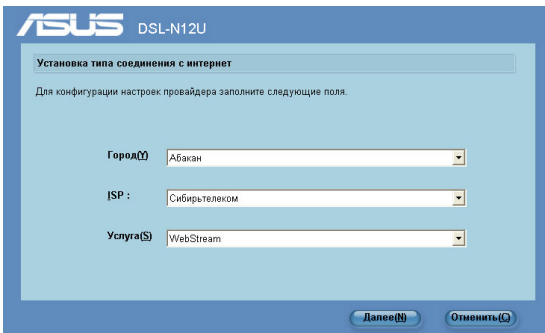 ASUS DSL-N12U
Установка типа соединения с интернет
Для конфигурации настроек провайдера заполните следующие поля.
Город(Y) Абакан
ISP : Сибирьтелеком
Услуга(S) WebStream
Далее(N) Отменить(C)